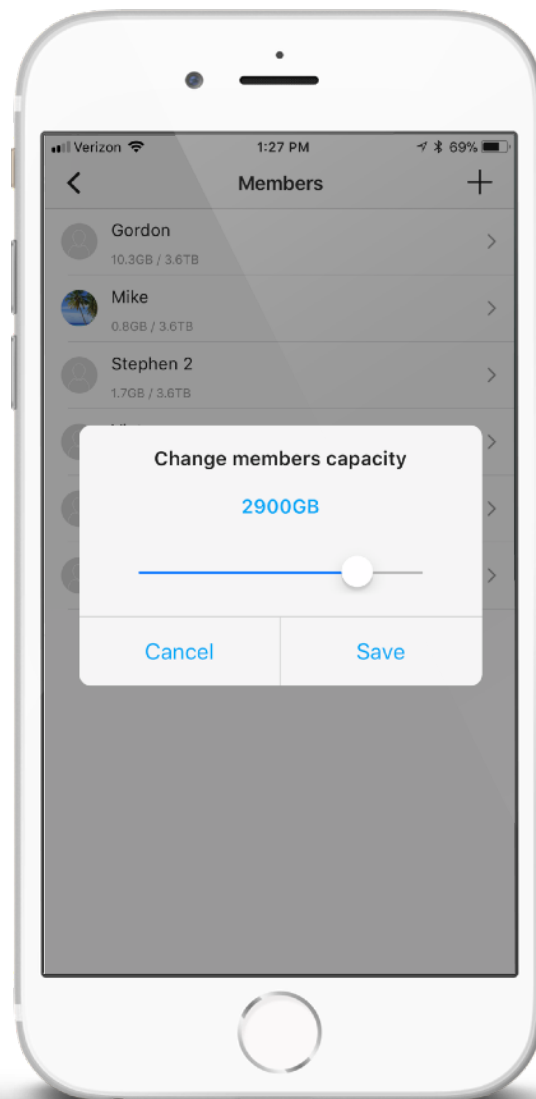 Verizon 1:27 PM 69%
Members
Gordon
10.3GB / 3.6TB
Mike
0.8GB / 3.6TB
Stephen 2
1.7GB / 3.6TB
Change members capacity
2900GB
Cancel Save